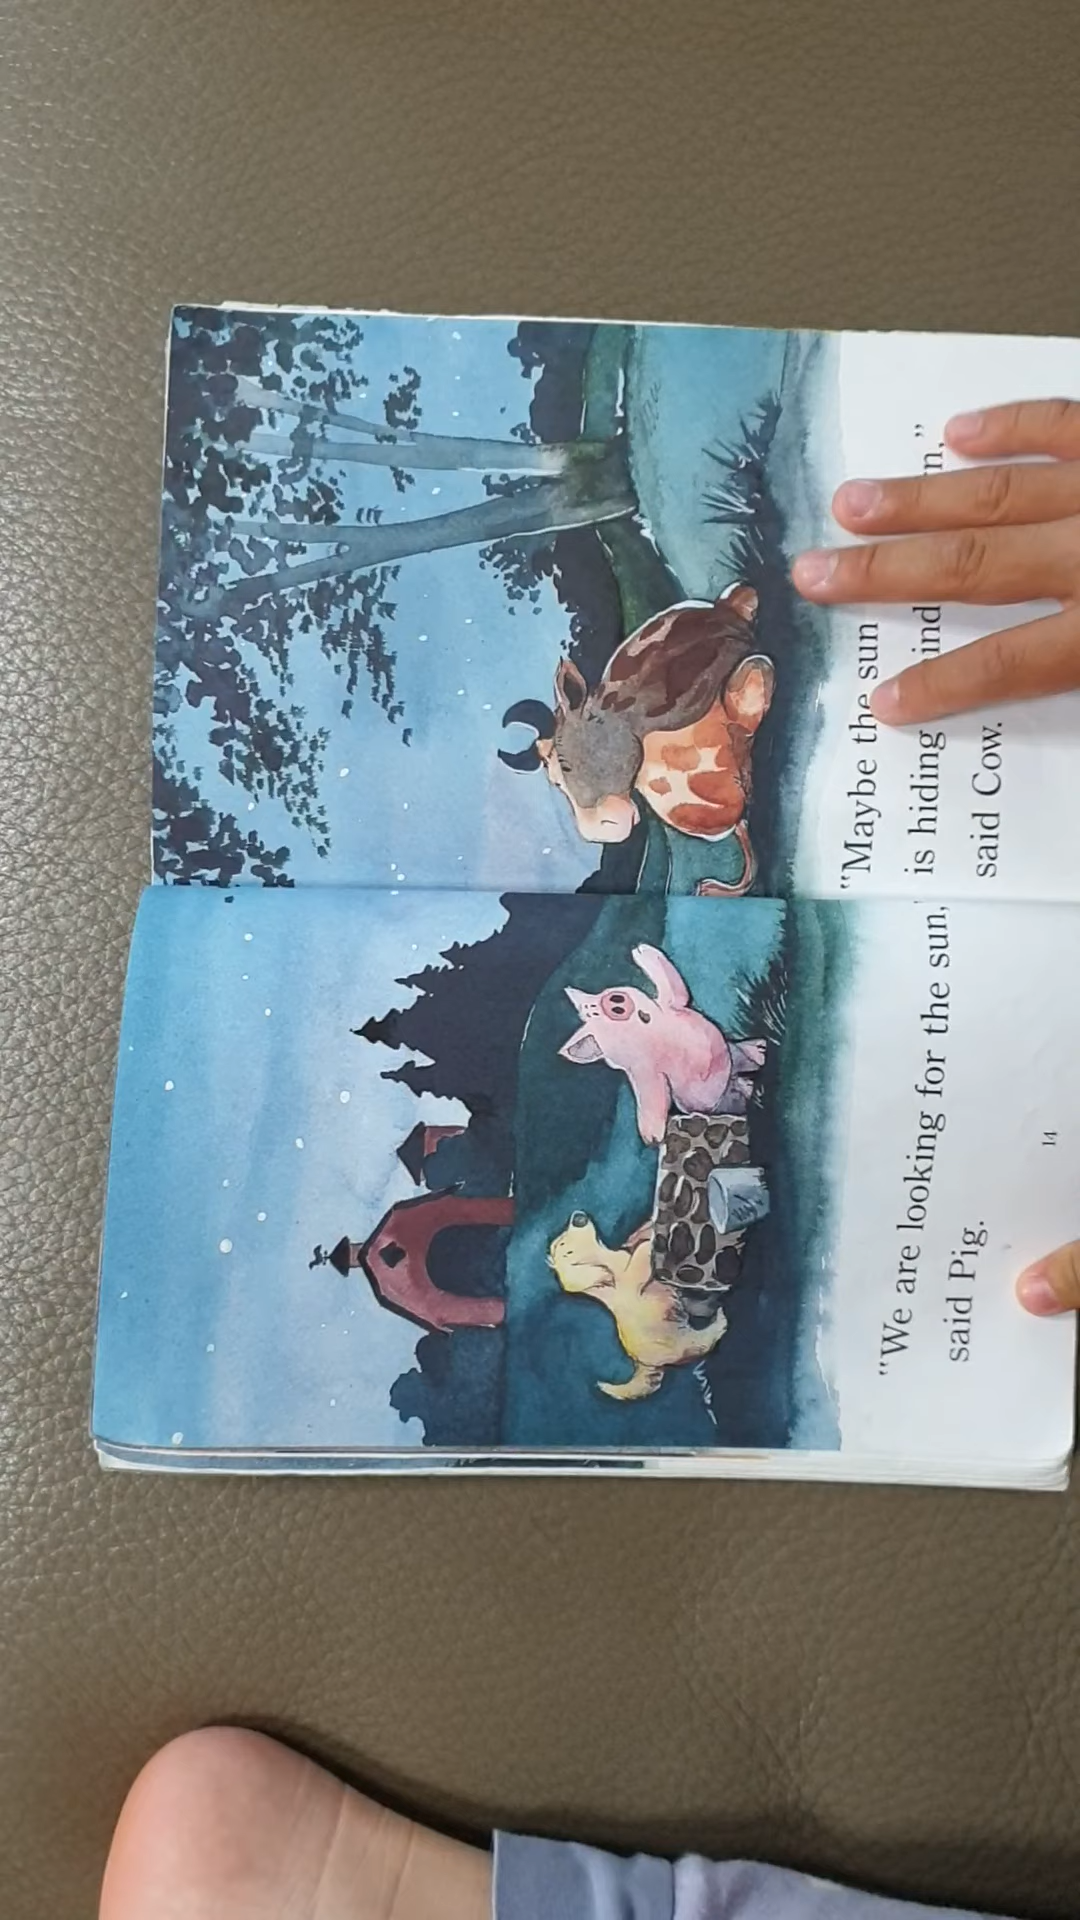 "We are looking for the sun,"
said Pig.
14
"Maybe the sun
is hiding
said Cow.